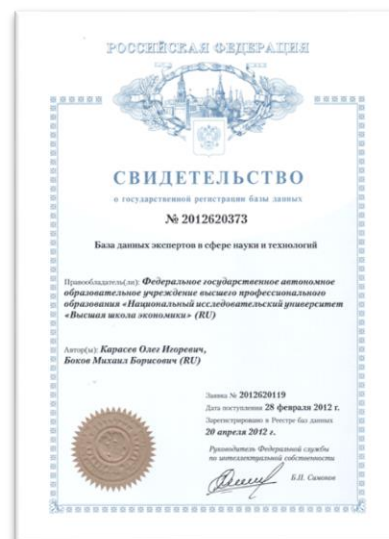 РОССИЙСКАЯ ФЕДЕРАЦИЯ
СВИДЕТЕЛЬСТВО
о государственной регистрации базы данных
№ 2012620373
База данных экспертов в сфере науки и технологий
Правообладатель(ли): Федеральное государственное автономное
образовательное учреждение высшего профессионального
образования «Национальный исследовательский университет
«Высшая школа экономики» (RU)
Автор(ы): Карасев Олег Игоревич,
Боков Михаил Борисович (RU)
Заявка № 2012620119
Дата поступления 28 февраля 2012 г.
Зарегистрировано в Реестре баз данных
20 апреля 2012 г.
Руководитель Федеральной службы
по интеллектуальной собственности
Б.П. Симонов